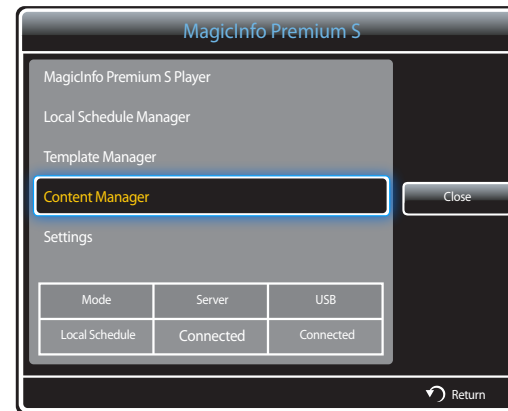 MagicInfo Premium S
MagicInfo Premium S Player
Local Schedule Manager
Template Manager
Content Manager
Close
Settings
Mode Server USB
Local Schedule Connected Connected
Return